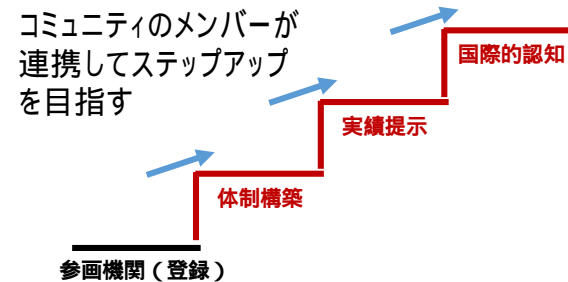 コミュニティのメンバーが
連携してステップアップ
を目指す
国際的認知
実績提示
体制構築
参画機関（登録）